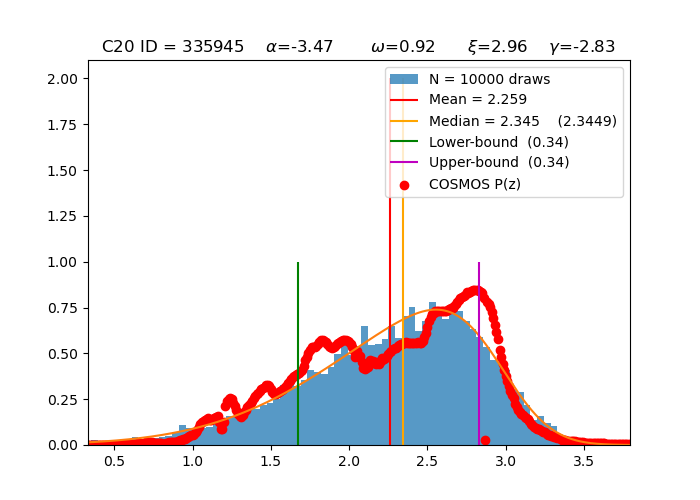 C20 ID = 335945 α=-3.47 ω=0.92 ξ=2.96 γ=-2.83
N = 10000 draws
Mean = 2.259
Median = 2.345 (2.3449)
Lower-bound (0.34)
Upper-bound (0.34)
COSMOS P(z)
2.00
1.75
1.50
1.25
1.00
0.75
0.50
0.25
0.00
0.5 1.0 1.5 2.0 2.5 3.0 3.5